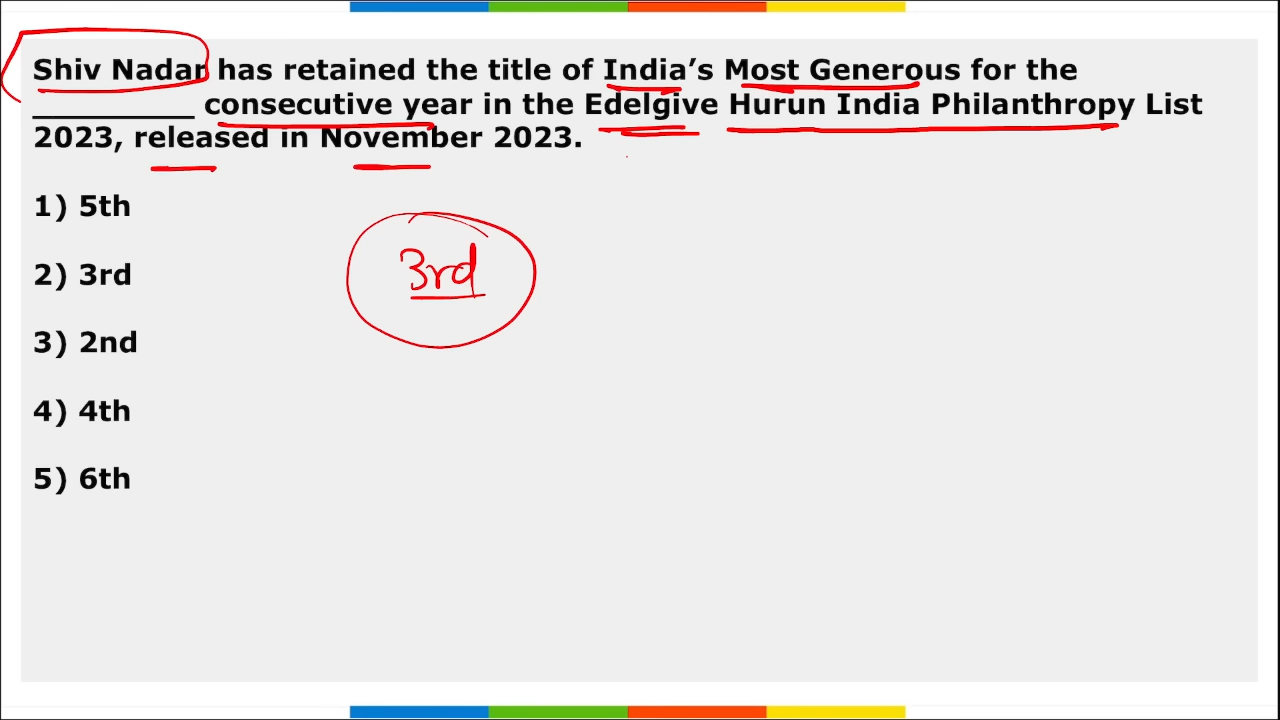 Shiv Nadar has retained the title of India’s Most Generous for the
__________ consecutive year in the Edelgive Hurun India Philanthropy List
2023, released in November 2023.
1) 5th
2) 3rd
3rd
3) 2nd
4) 4th
5) 6th